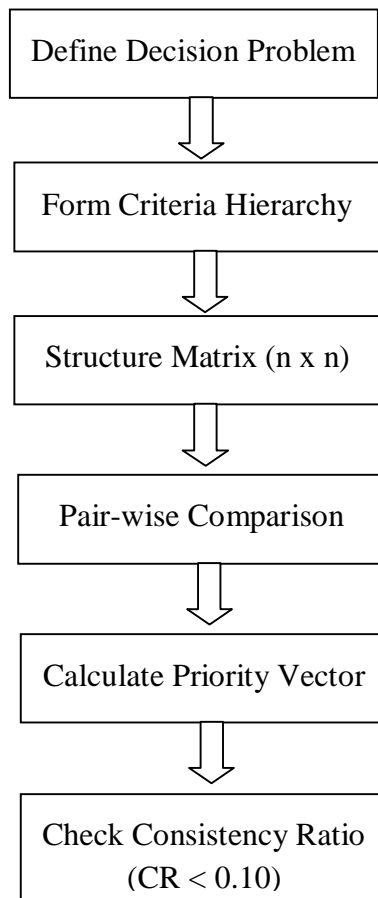 Define Decision Problem
Form Criteria Hierarchy
Structure Matrix (n x n)
Pair-wise Comparison
Calculate Priority Vector
Check Consistency Ratio
(CR < 0.10)